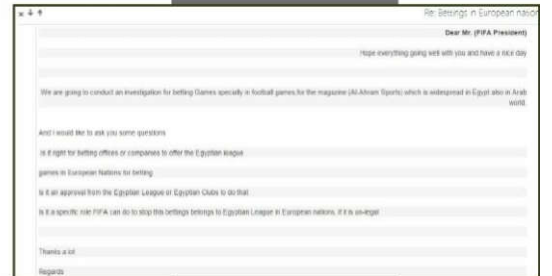 Re: Bettings in European nation
Dear Mr. (FIFA President)
Hope everything going well with you and have a nice day
We are going to conduct an investigation for betting Games specially in football games for the magazine (Al-Ahram Sports) which is widespread in Egypt also in Arab
world.
And I would like to ask you some questions
Is it right for betting offices or companies to offer the Egyptian league
games in European Nations for betting
Is it an approval from the Egyptian League or Egyptian Clubs to do that
Is it a specific role FIFA can do to stop this bettings belongs to Egyptian League in European nations, if it is un-legal
Thanks a lot
Regards